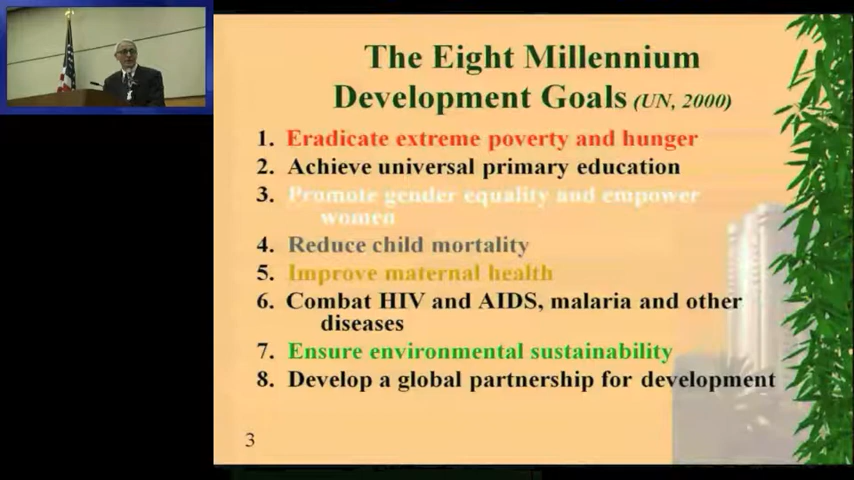 The Eight Millennium
Development Goals (UN, 2000)
1. Eradicate extreme poverty and hunger
2. Achieve universal primary education
3. Promote gender equality and empower
women
4. Reduce child mortality
5. Improve maternal health
6. Combat HIV and AIDS, malaria and other
diseases
7. Ensure environmental sustainability
8. Develop a global partnership for development
3